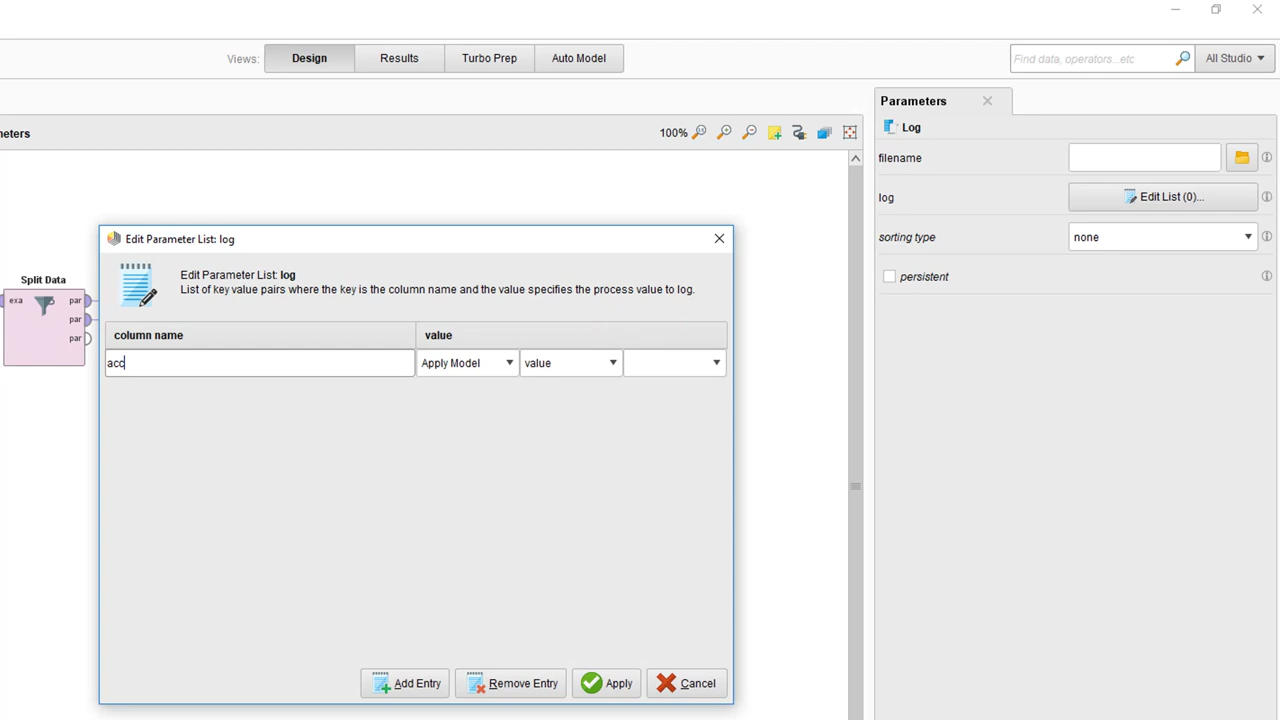 Views: Design Results Turbo Prep Auto Model Find data, operators...etc All Studio
Parameters
meters 100%
Log
filename
log Edit List (0)...
sorting type none
persistent
Split Data
exa par
par
par
Edit Parameter List: log
Edit Parameter List: log
List of key value pairs where the key is the column name and the value specifies the process value to log.
column name value
acc Apply Model value
Add Entry Remove Entry Apply Cancel